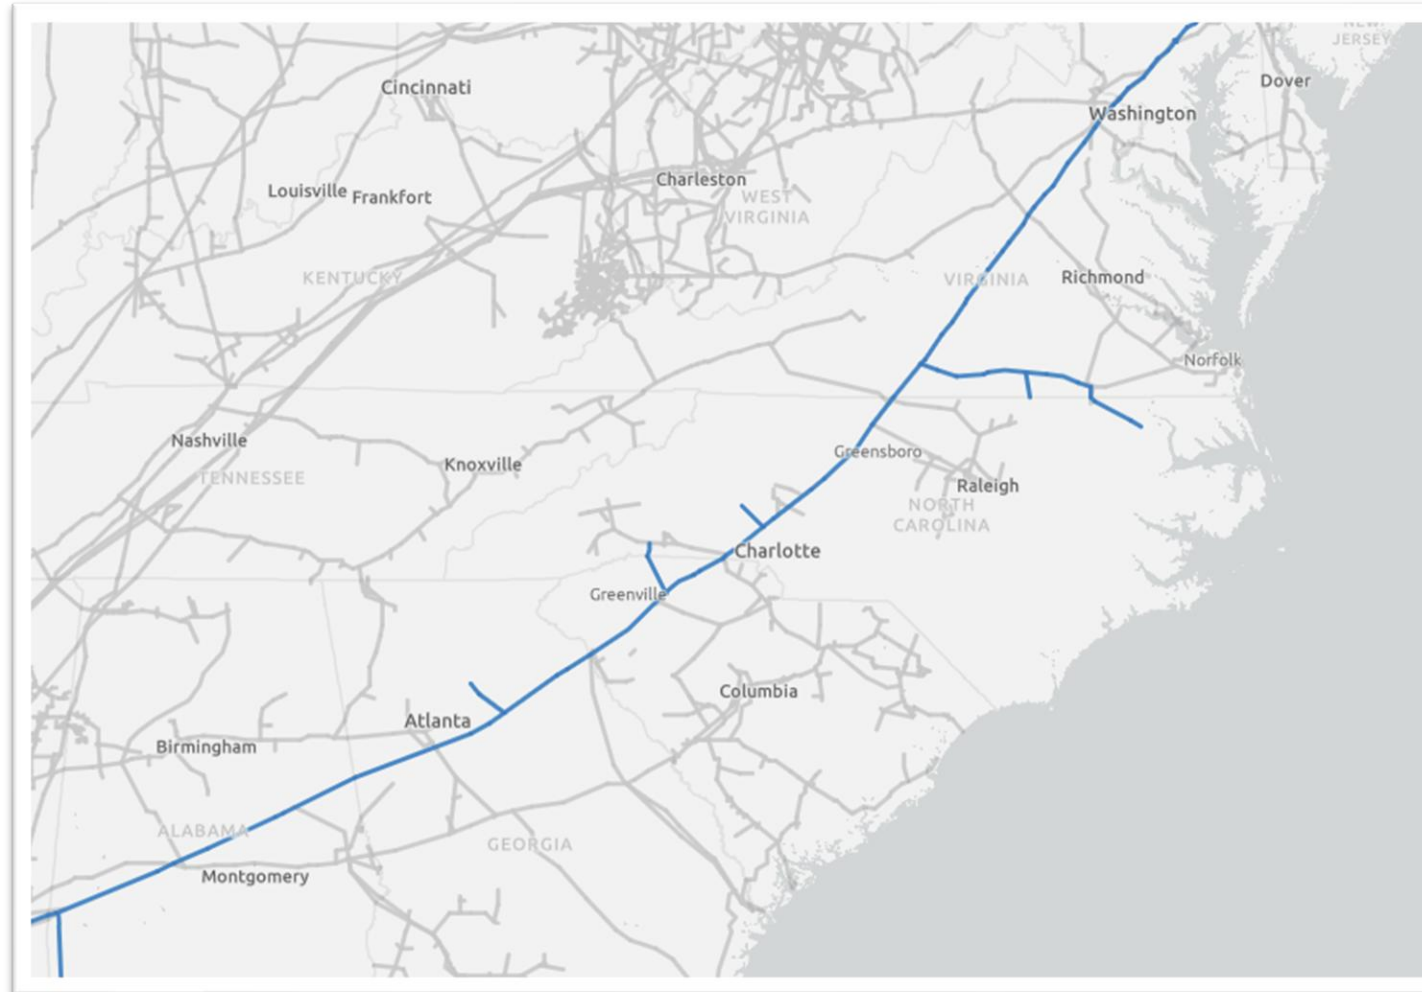 NEW
JERSEY
Cincinnati
Dover
Washington
Charleston
Louisville
Frankfort
WEST
VIRGINIA
KENTUCKY
VIRGINIA
Richmond
Norfolk
Nashville
Greensboro
Knoxville
TENNESSEE
Raleigh
NORTH
CAROLINA
Charlotte
Greenville
Columbia
Atlanta
Birmingham
ALABAMA
GEORGIA
Montgomery